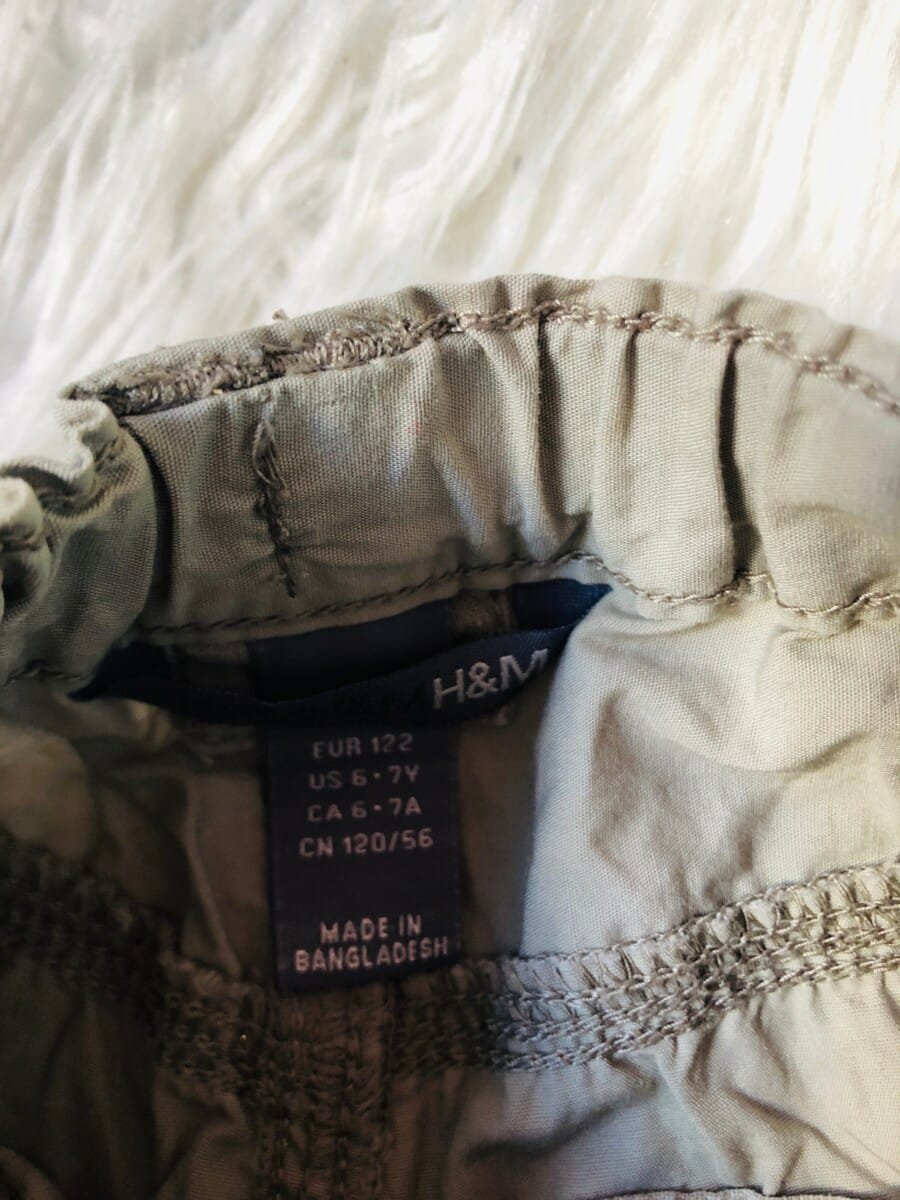 H&M
EUR 122
US 6•7Y
CA 6•7A
CN 120/56
MADE IN
BANGLADESH